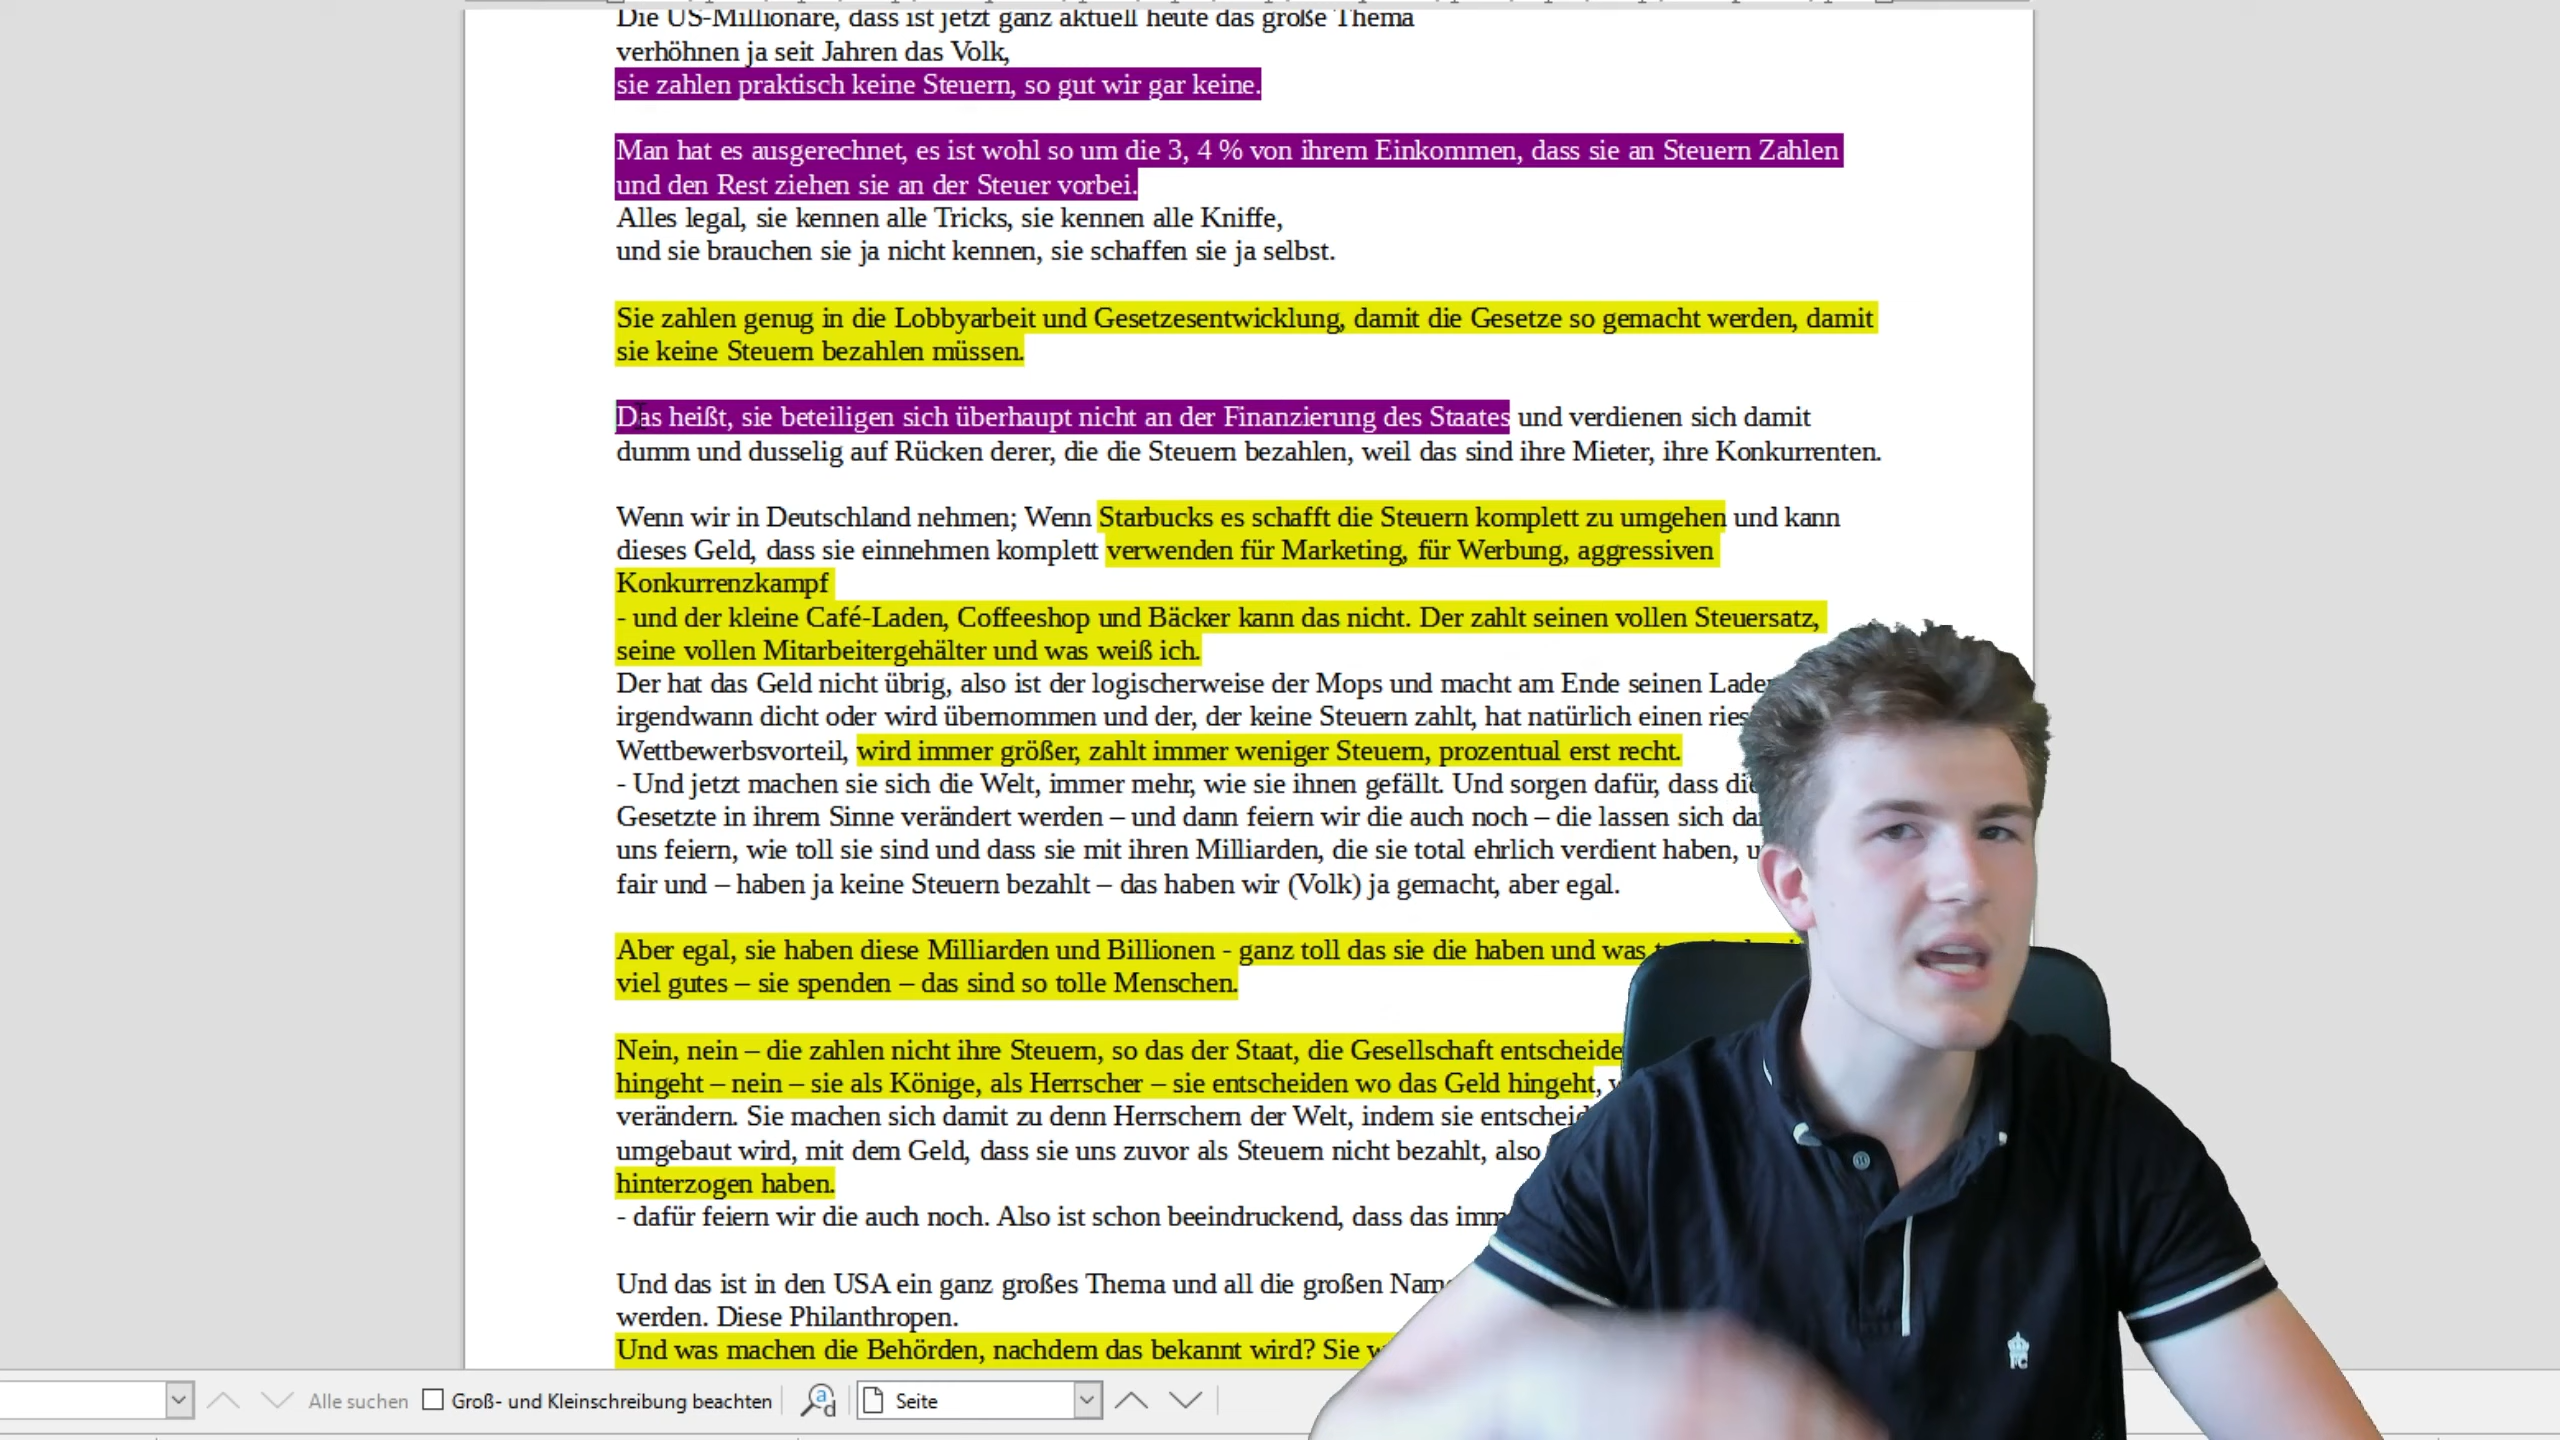 Die US-Millionäre, dass ist jetzt ganz aktuell heute das große Thema
verhöhnen ja seit Jahren das Volk,
sie zahlen praktisch keine Steuern, so gut wir gar keine.
Man hat es ausgerechnet, es ist wohl so um die 3, 4 % von ihrem Einkommen, dass sie an Steuern Zahlen
und den Rest ziehen sie an der Steuer vorbei.
Alles legal, sie kennen alle Tricks, sie kennen alle Kniffe,
und sie brauchen sie ja nicht kennen, sie schaffen sie ja selbst.
Sie zahlen genug in die Lobbyarbeit und Gesetzesentwicklung, damit die Gesetze so gemacht werden, damit
sie keine Steuern bezahlen müssen.
Das heißt, sie beteiligen sich überhaupt nicht an der Finanzierung des Staates und verdienen sich damit
dumm und dusselig auf Rücken derer, die die Steuern bezahlen, weil das sind ihre Mieter, ihre Konkurrenten.
Wenn wir in Deutschland nehmen; Wenn Starbucks es schafft die Steuern komplett zu umgehen und kann
dieses Geld, dass sie einnehmen komplett verwenden für Marketing, für Werbung, aggressiven
Konkurrenzkampf
- und der kleine Café-Laden, Coffeeshop und Bäcker kann das nicht. Der zahlt seinen vollen Steuersatz,
seine vollen Mitarbeitergehälter und was weiß ich.
Der hat das Geld nicht übrig, also ist der logischerweise der Mops und macht am Ende seinen
irgendwann dicht oder wird übernommen und der, der keine Steuern zahlt, hat natürlich einen
Wettbewerbsvorteil, wird immer größer, zahlt immer weniger Steuern, prozentual erst recht.
- Und jetzt machen sie sich die Welt, immer mehr, wie sie ihnen gefällt. Und sorgen dafür, dass
Gesetzte in ihrem Sinne verändert werden – und dann feiern wir die auch noch – die lassen sich
uns feiern, wie toll sie sind und dass sie mit ihren Milliarden, die sie total ehrlich verdient haben,
fair und – haben ja keine Steuern bezahlt – das haben wir (Volk) ja gemacht, aber egal.
Aber egal, sie haben diese Milliarden und Billionen - ganz toll das sie die haben und was
viel gutes – sie spenden – das sind so tolle Menschen.
Nein, nein – die zahlen nicht ihre Steuern, so das der Staat, die Gesellschaft
hingeht – nein – sie als Könige, als Herrscher – sie entscheiden wo das Geld hingeht,
verändern. Sie machen sich damit zu denn Herrschern der Welt, indem sie
umgebaut wird, mit dem Geld, dass sie uns zuvor als Steuern nicht bezahlt, also
hinterzogen haben.
- dafür feiern wir die auch noch. Also ist schon beeindruckend, dass das
Und das ist in den USA ein ganz großes Thema und all die großen
werden. Diese Philanthropen.
Und was machen die Behörden, nachdem das bekannt wird? Sie
Alle suchen Groß- und Kleinschreibung beachten Seite